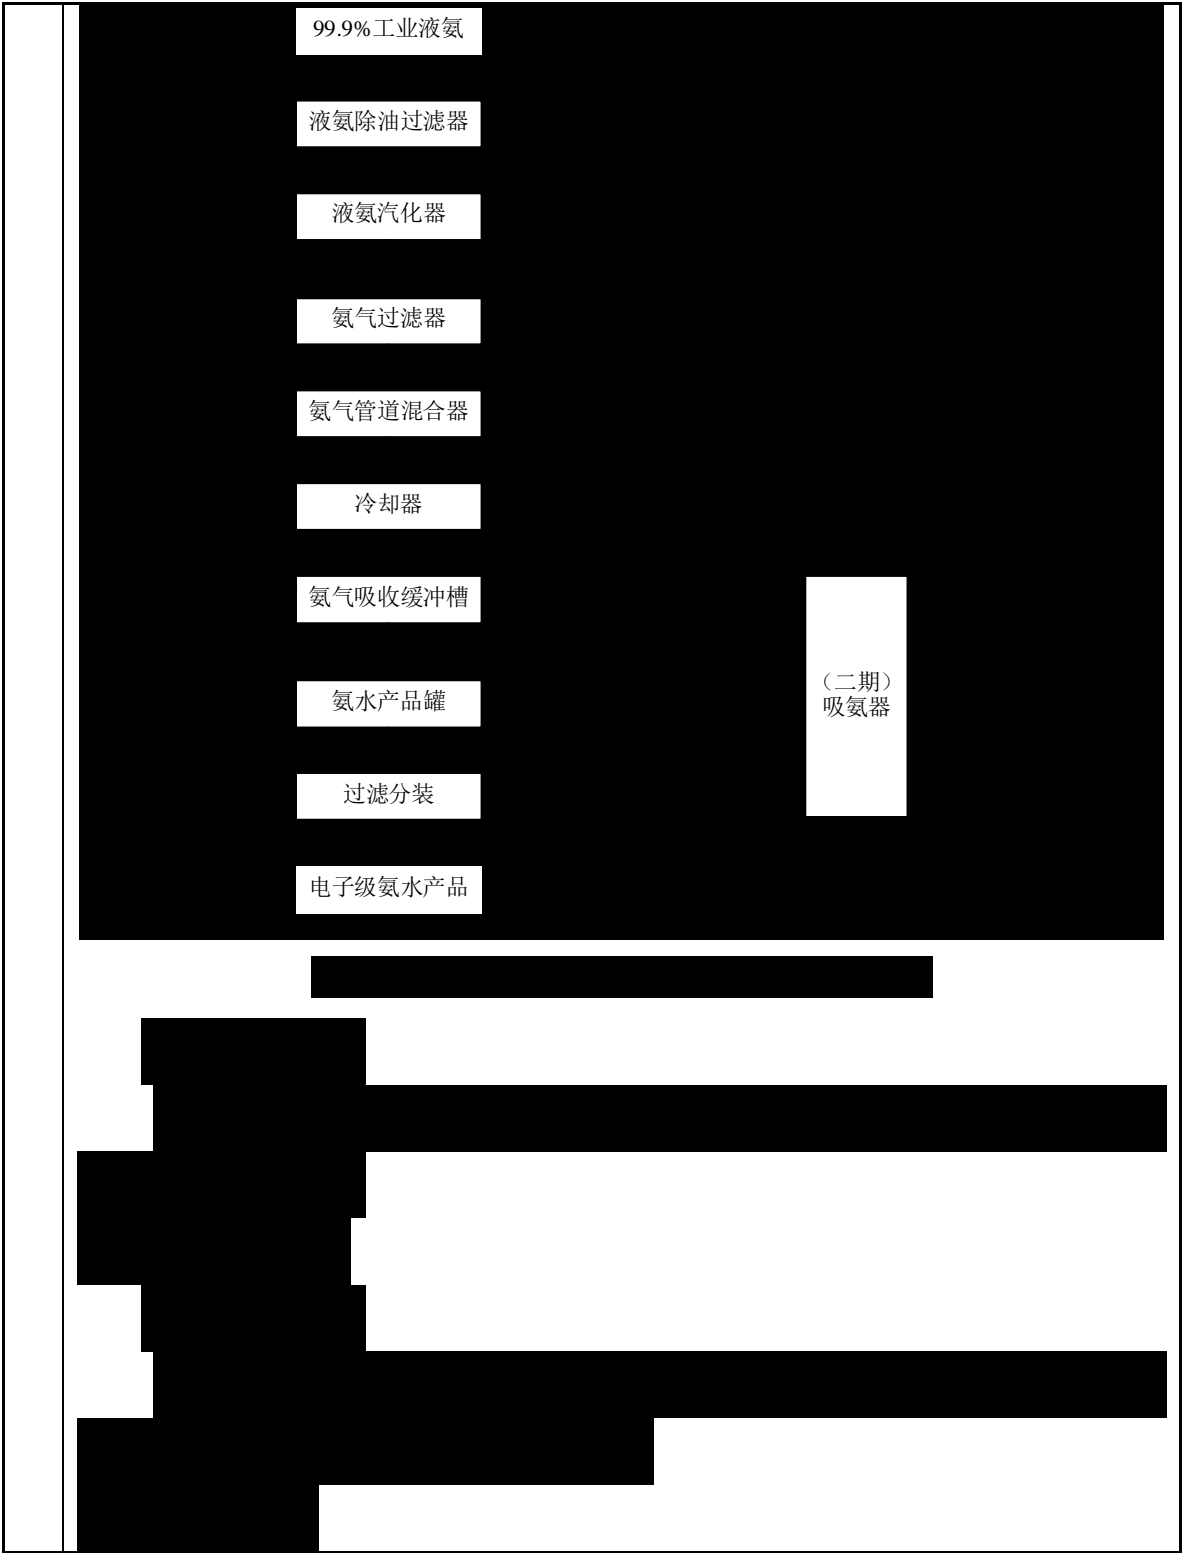 99.9%工业液氨
液氨除油过滤器
液氨汽化器
氨气过滤器
氨气管道混合器
冷却器
氨气吸收缓冲槽
（二期）
吸氨器
氨水产品罐
过滤分装
电子级氨水产品